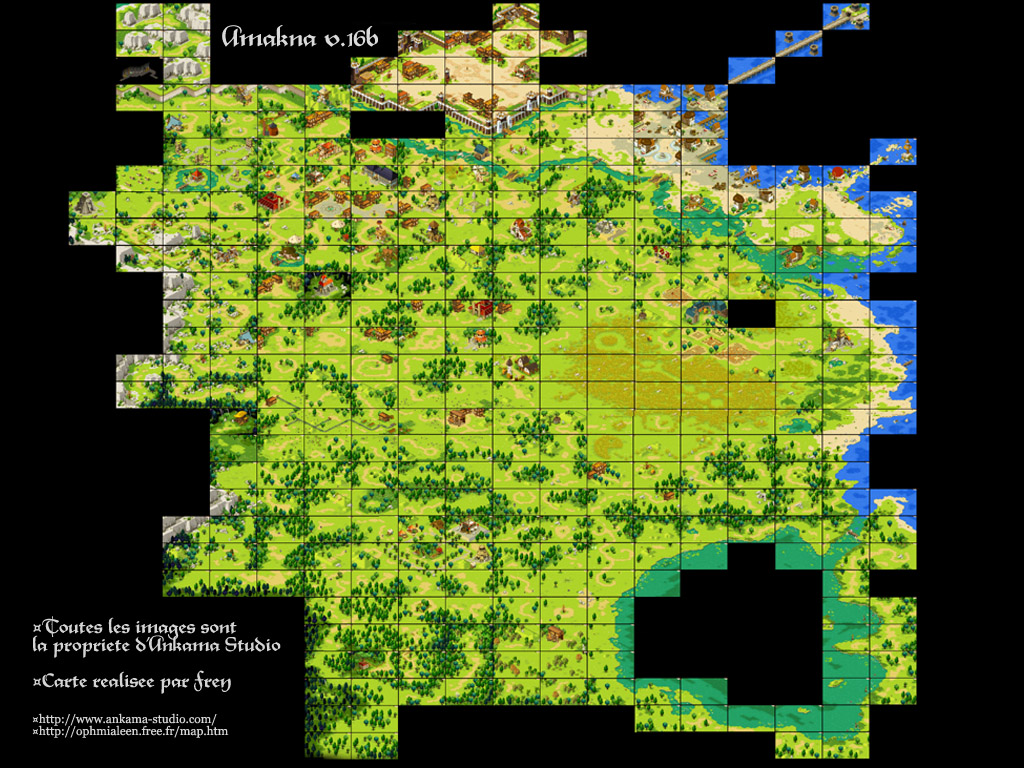 Amakna v.16b
¤Toutes les images sont
la propriete d'Ankama Studio
¤Carte realisee par Frey
¤http://www.ankama-studio.com/
¤http://ophmialeen.free.fr/map.htm